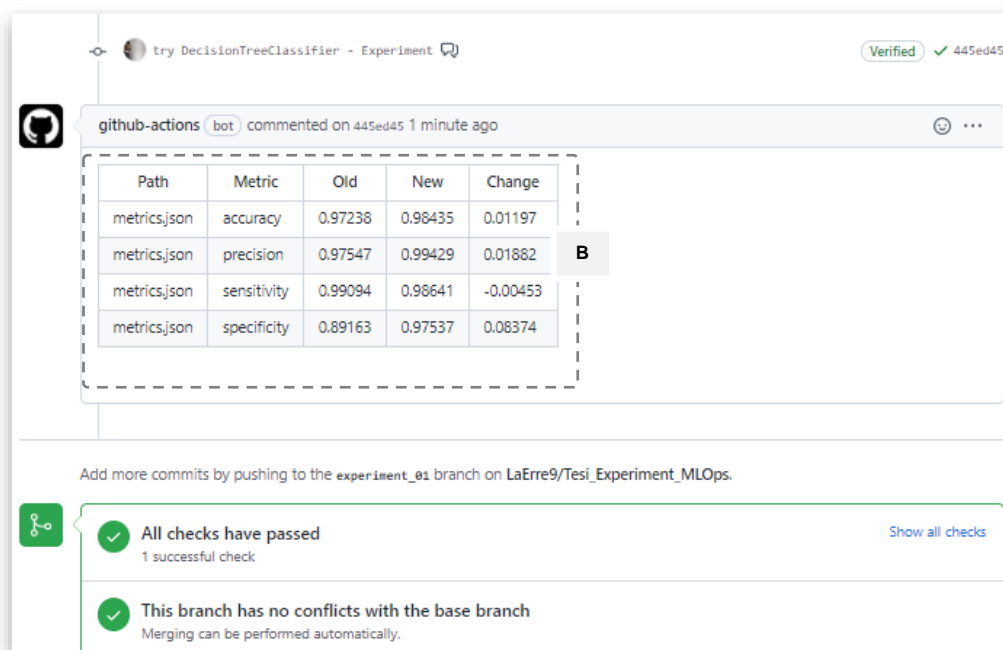 try DecisionTreeClassifier - Experiment
Verified 445ed45
github-actions bot commented on 445ed45 1 minute ago
Path Metric Old New Change
metrics.json accuracy 0.97238 0.98435 0.01197
metrics.json precision 0.97547 0.99429 0.01882
B
metrics.json sensitivity 0.99094 0.98641 -0.00453
metrics.json specificity 0.89163 0.97537 0.08374
Add more commits by pushing to the experiment_01 branch on LaErre9/Tesi_Experiment_MLOps.
All checks have passed
Show all checks
1 successful check
This branch has no conflicts with the base branch
Merging can be performed automatically.